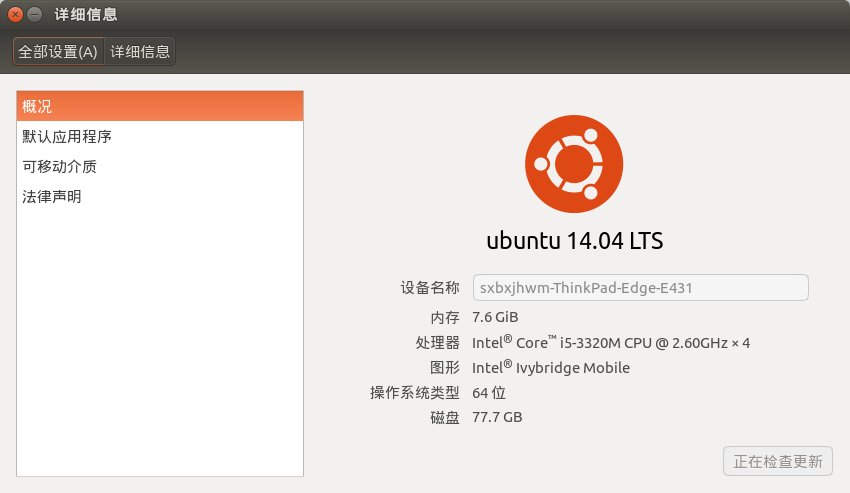 详细信息
全部设置(A) 详细信息
概况
默认应用程序
可移动介质
法律声明
ubuntu 14.04 LTS
设备名称 sxbxjhwm-ThinkPad-Edge-E431
内存 7.6 GiB
处理器 Intel® Core™ i5-3320M CPU @ 2.60GHz × 4
图形 Intel® Ivybridge Mobile
操作系统类型 64 位
磁盘 77.7 GB
正在检查更新